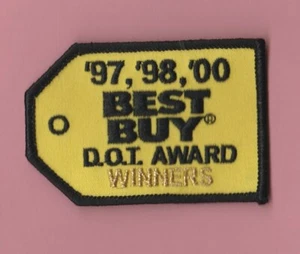 '97, '98, '00
BEST
BUY®
D.O.T. AWARD
WINNERS